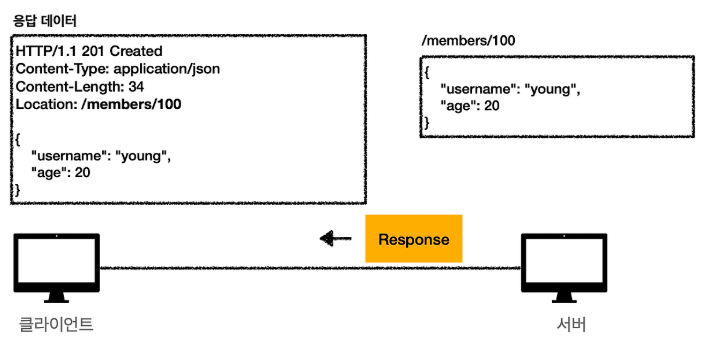 응답 데이터
HTTP/1.1 201 Created
Content-Type: application/json
Content-Length: 34
Location: /members/100
{
"username": "young",
"age": 20
}
/members/100
{
"username": "young",
"age": 20
}
Response
클라이언트
서버